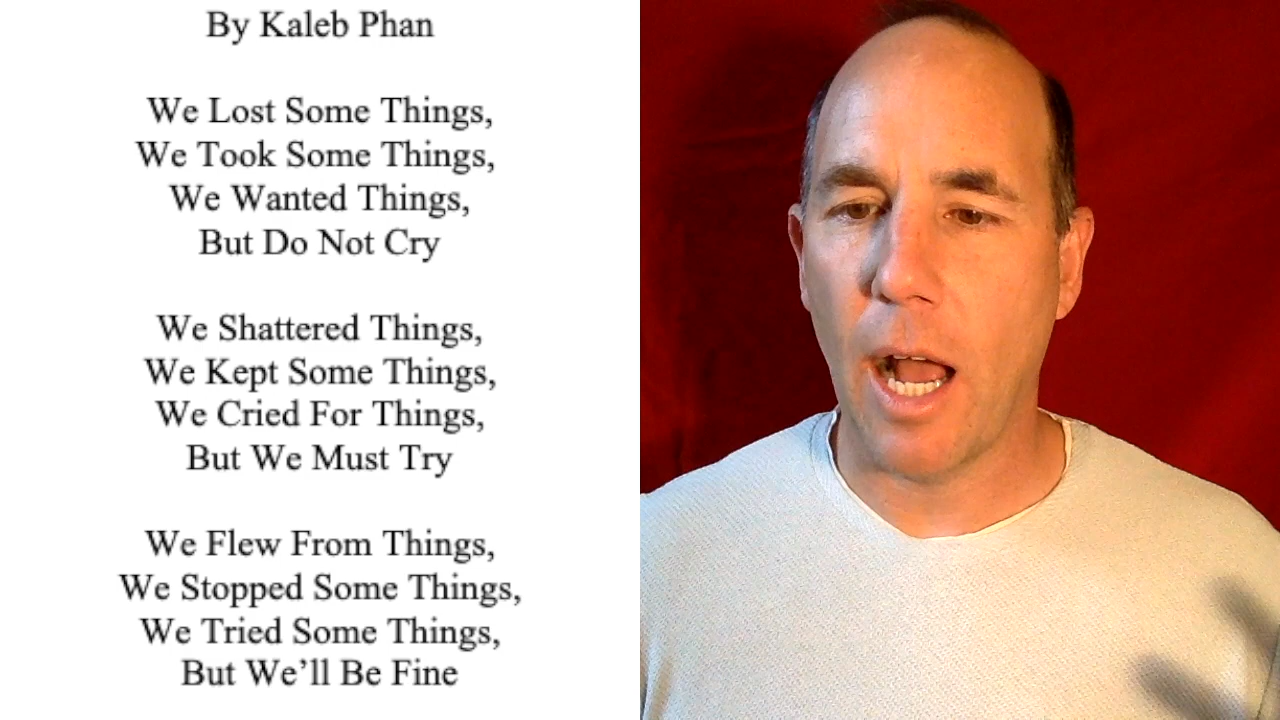 By Kaleb Phan
We Lost Some Things,
We Took Some Things,
We Wanted Things,
But Do Not Cry
We Shattered Things,
We Kept Some Things,
We Cried For Things,
But We Must Try
We Flew From Things,
We Stopped Some Things,
We Tried Some Things,
But We’ll Be Fine